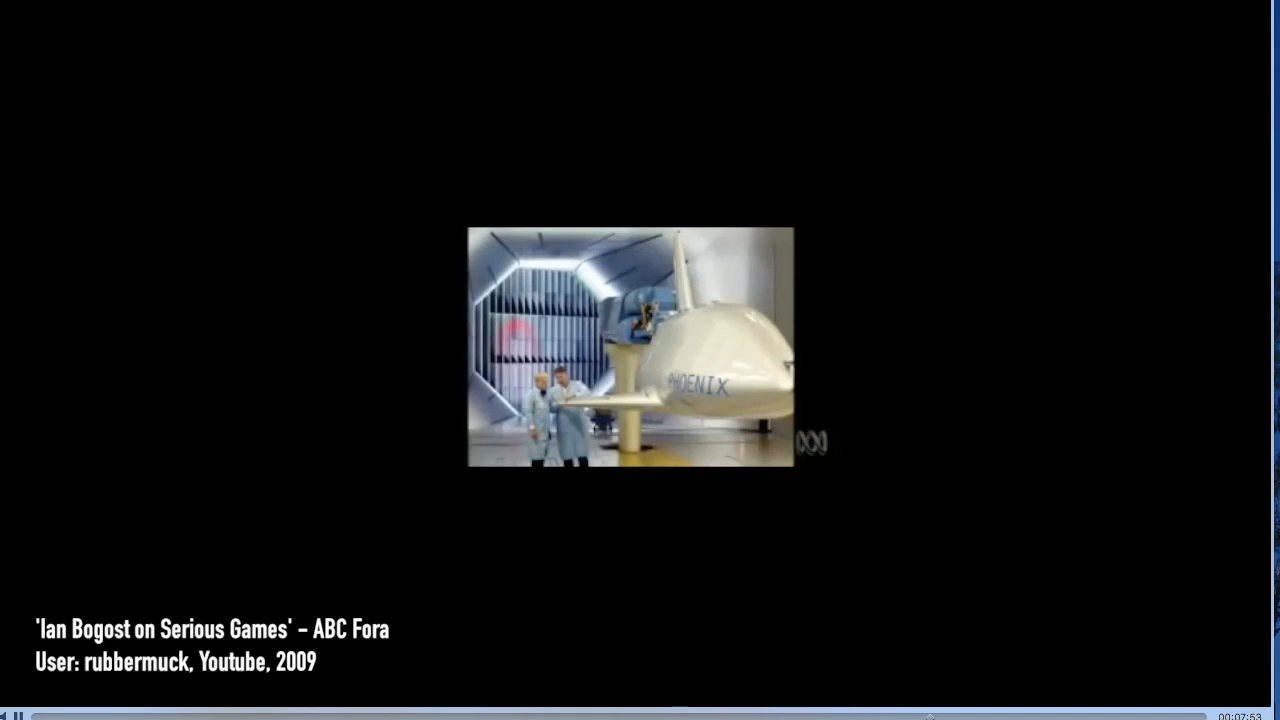 PHOENIX
'Ian Bogost on Serious Games' – ABC Fora
User: rubbermuck, Youtube, 2009
00:07:53